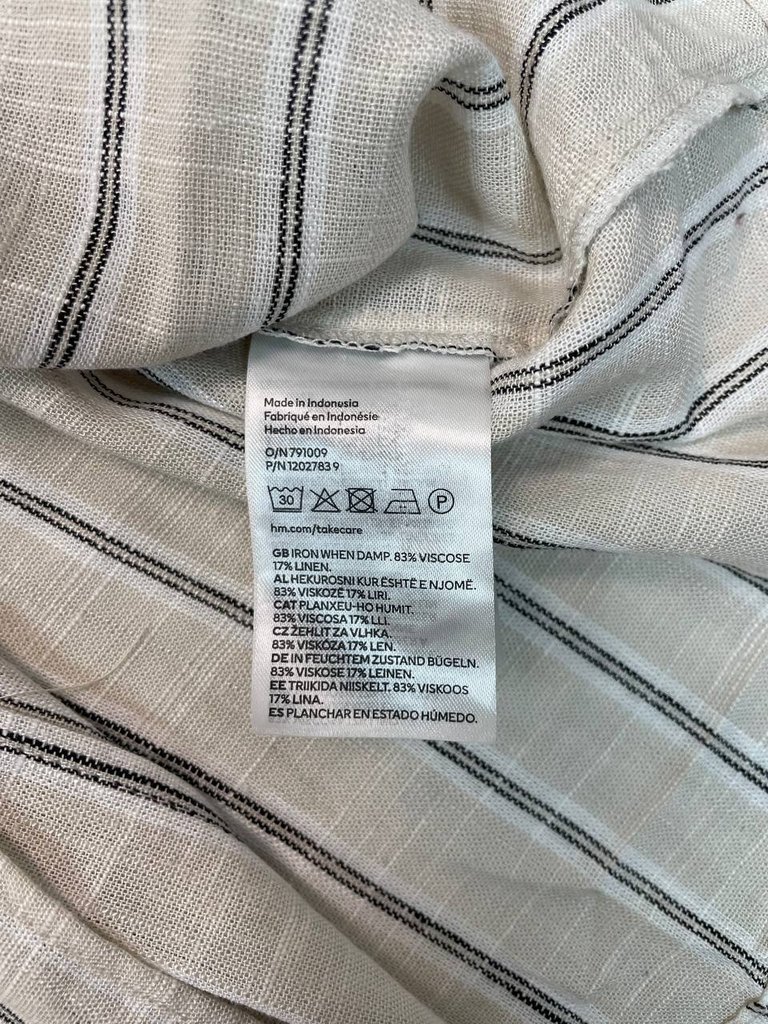 Made in Indonusia
Fabriqué en Indonésie
Hecho en Indonesia
O/N 791009
P/N 1202783 9
30
P
hm.com/takecare
GB IRON WHEN DAMP. 83% VISCOSE
17% LINEN.
AL HEKUROSNI KUR ËSHTË E NJOMË.
83% VISKOZË 17% LIRI.
CAT PLANXEU-HO HUMIT.
83% VISCOSA 17% LLI.
CZ ŽEHLIT ZA VLHKA.
83% VISKÓZA 17% LEN.
DE IN FEUCHTEM ZUSTAND BÜGELN.
83% VISKOSE 17% LEINEN.
EE TRIIKIDA NIISKELT. 83% VISKOOS
17% LINA.
ES PLANCHAR EN ESTADO HÚMEDO.